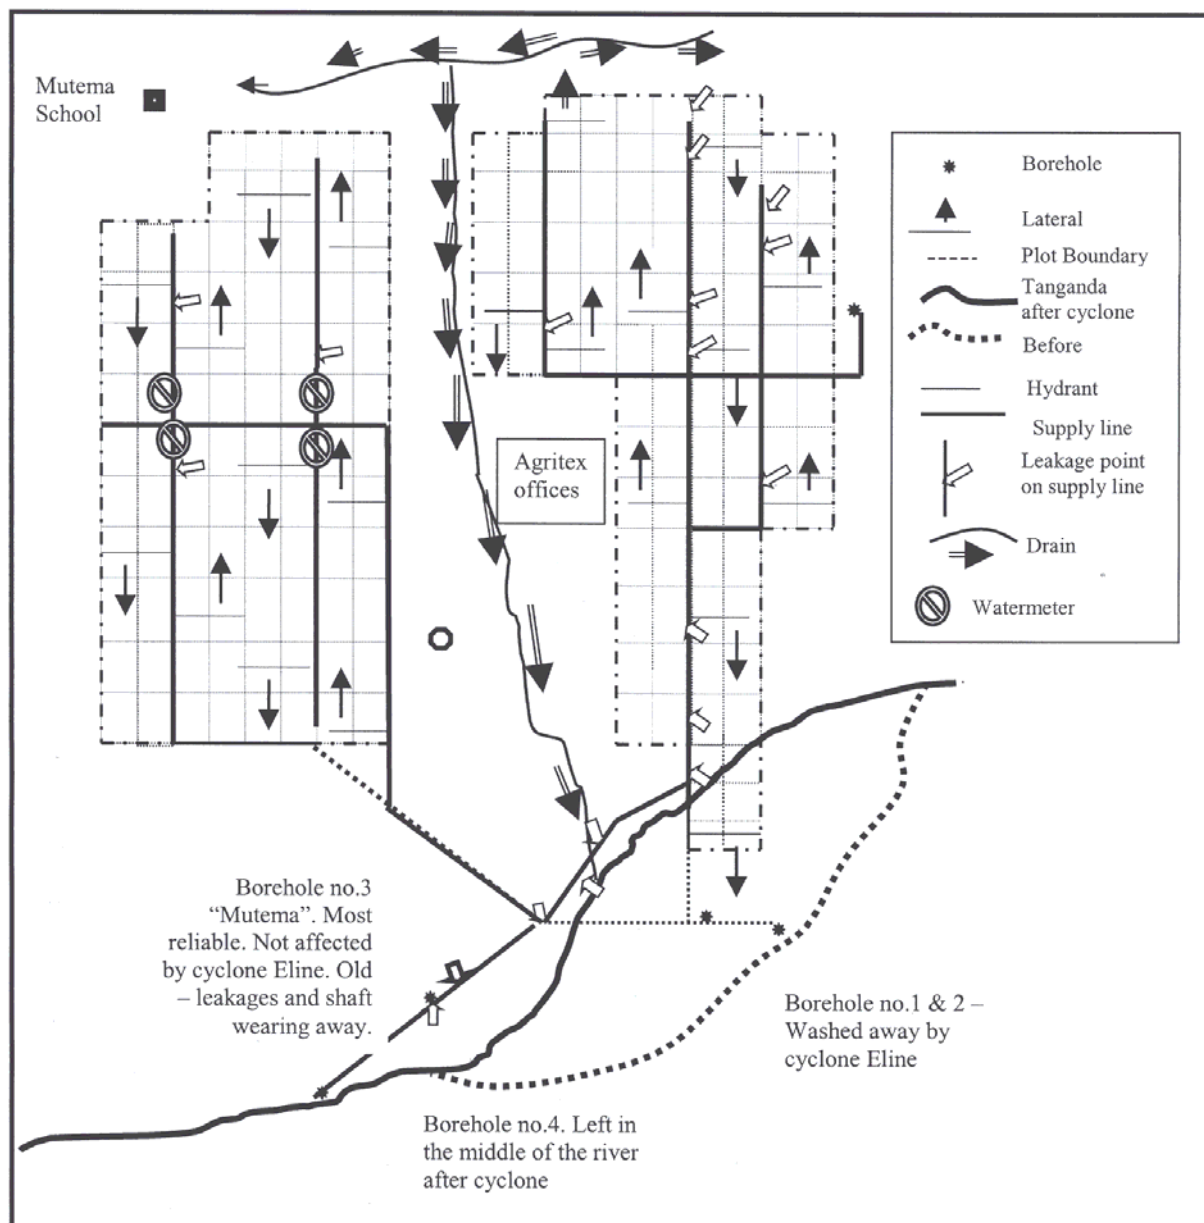 Mutema
School
Borehole
Lateral
Plot Boundary
Tanganda
after cyclone
Before
Hydrant
Supply line
Leakage point
on supply line
Drain
Watermeter
Agritex
offices
Borehole no.3
“Mutema”. Most
reliable. Not affected
by cyclone Eline. Old
– leakages and shaft
wearing away.
Borehole no.1 & 2 –
Washed away by
cyclone Eline
Borehole no.4. Left in
the middle of the river
after cyclone